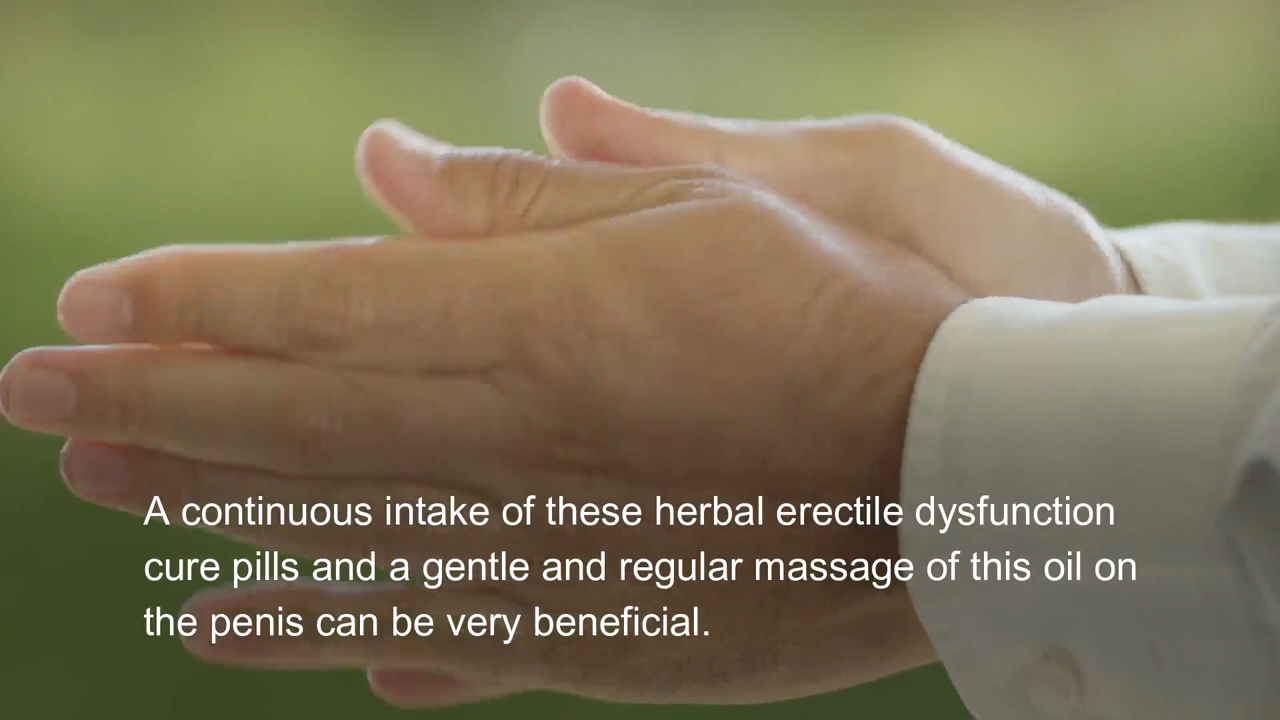 A continuous intake of these herbal erectile dysfunction
cure pills and a gentle and regular massage of this oil on
the penis can be very beneficial.